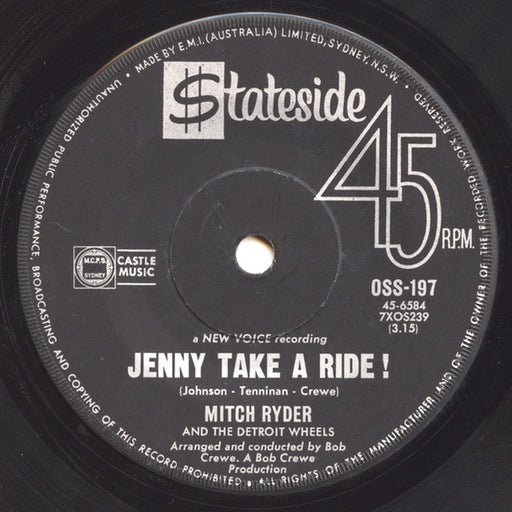 MADE BY E.M.I. (AUSTRALIA) LIMITED, SYDNEY, N.S.W. •
UNAUTHORIZED PUBLIC PERFORMANCE, BROADCASTING AND COPYING OF THIS RECORD PROHIBITED • ALL RIGHTS OF THE MANUFACTURER AND OF THE OWNER OF THE RECORDED WORK RESERVED
$tateside
45
R.P.M.
M.C.P.S.
SYDNEY
CASTLE
MUSIC
OSS-197
45-6584
7XOS239
(3.15)
a NEW VOICE recording
JENNY TAKE A RIDE!
(Johnson - Tenninan - Crewe)
MITCH RYDER
AND THE DETROIT WHEELS
Arranged and conducted by Bob
Crewe. A Bob Crewe
Production